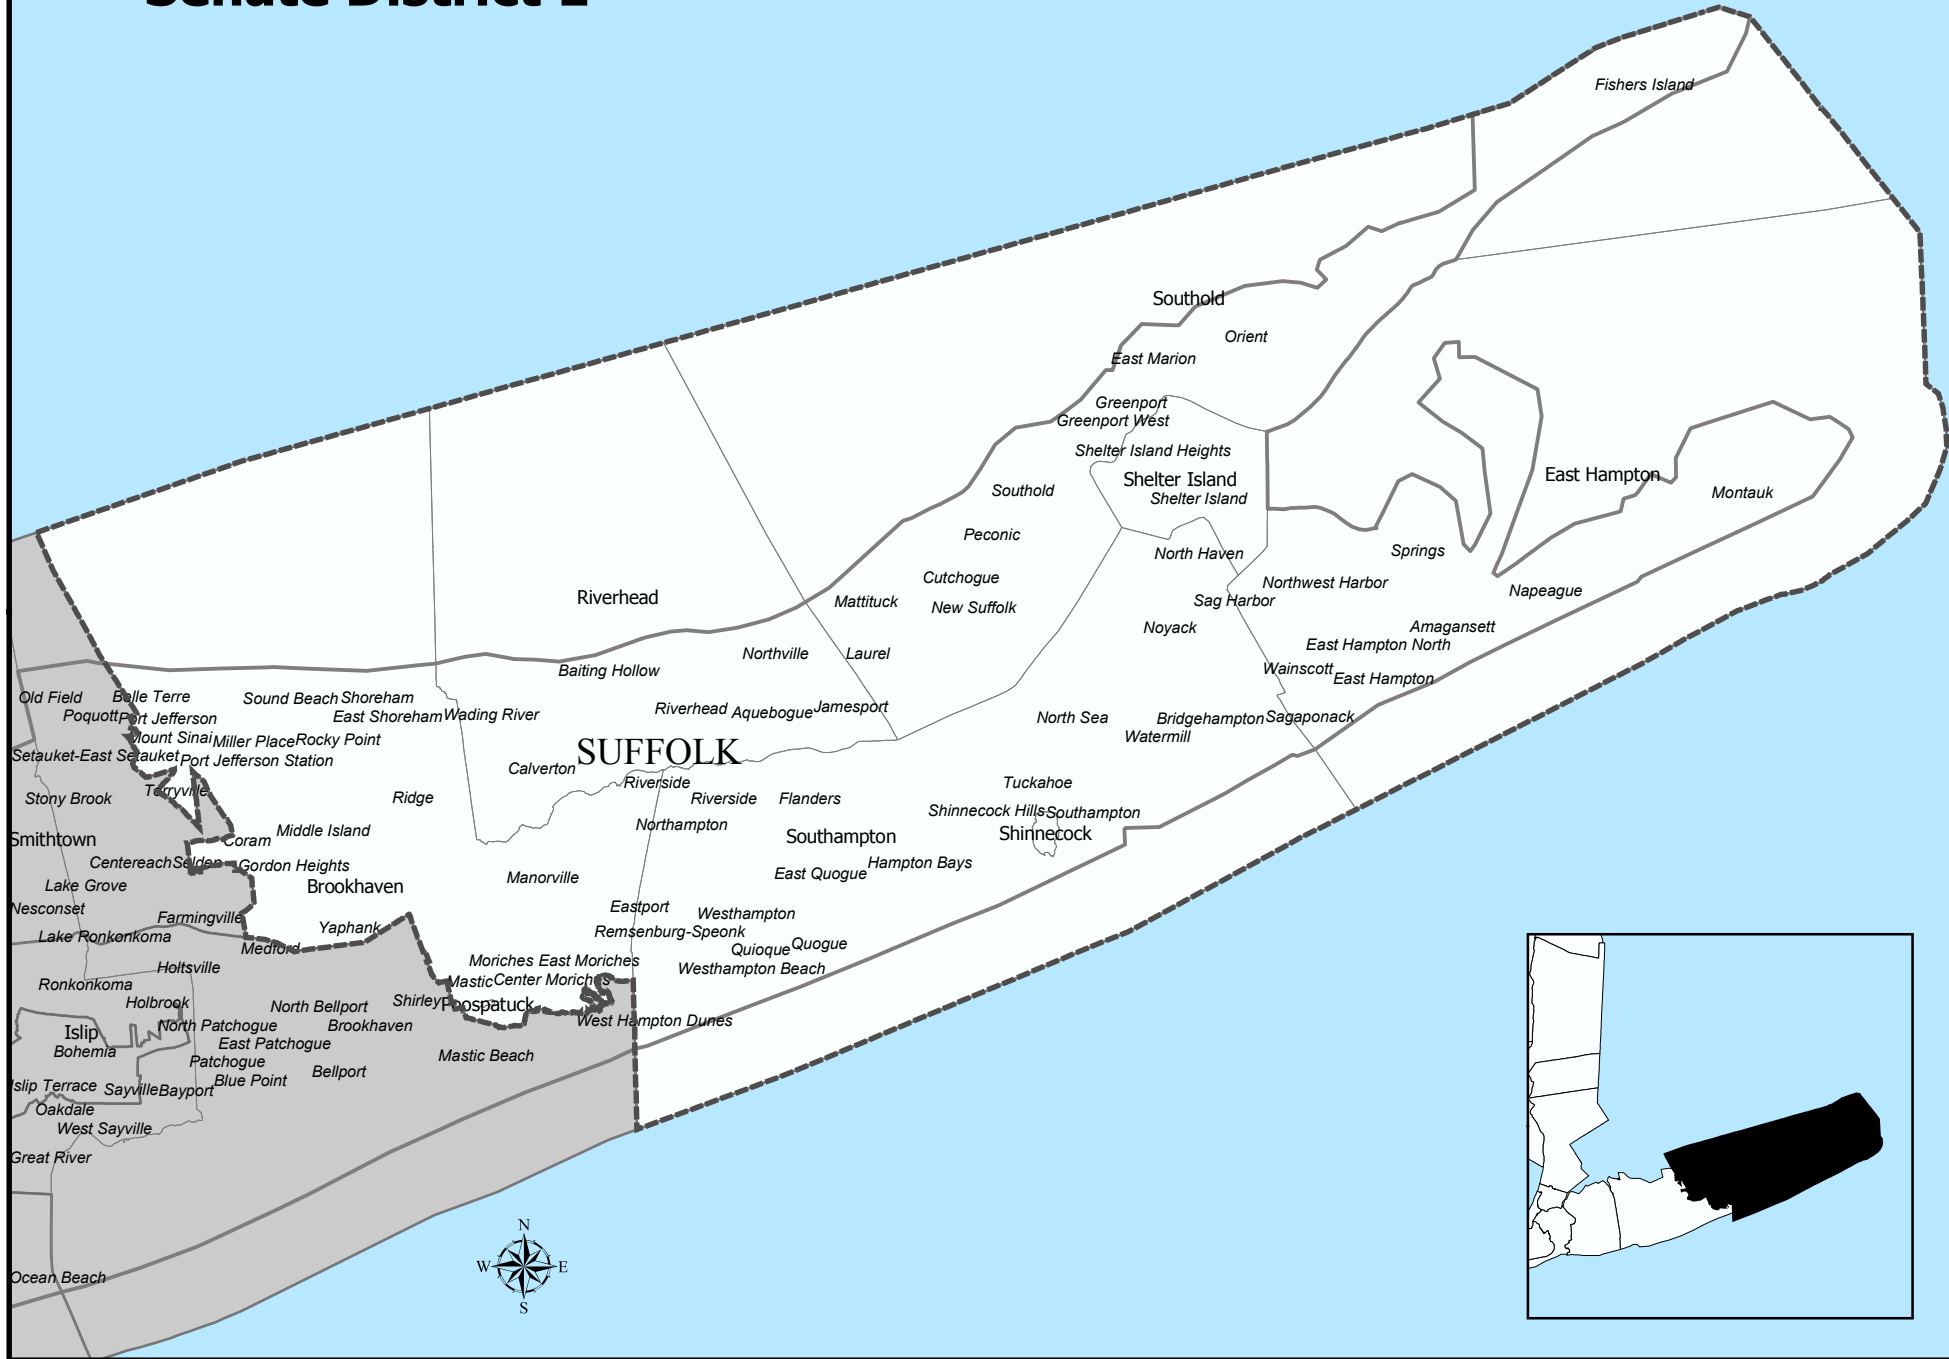 Senate District 1
Fishers Island
Southold
Orient
East Marion
Greenport
Greenport West
Shelter Island Heights
Shelter Island
Shelter Island
East Hampton
Montauk
Southold
Peconic
North Haven
Springs
Cutchogue
Northwest Harbor
Napeague
Riverhead
Mattituck
New Suffolk
Sag Harbor
Noyack
Amagansett
East Hampton North
Northville
Laurel
Baiting Hollow
Wainscott
East Hampton
Old Field
Belle Terre
Sound Beach
Shoreham
Poquott
Port Jefferson
East Shoreham
Wading River
Riverhead
Aquebogue
Jamesport
North Sea
Bridgehampton
Sagaponack
Watermill
Mount Sinai
Miller Place
Rocky Point
Setauket-East Setauket
Port Jefferson Station
SUFFOLK
Calverton
Riverside
Tuckahoe
Stony Brook
Terryville
Ridge
Riverside
Flanders
Shinnecock Hills
Southampton
Northampton
Middle Island
Smithtown
Coram
Southampton
Shinnecock
Centereach
Selden
Gordon Heights
Hampton Bays
East Quogue
Lake Grove
Brookhaven
Manorville
Nesconset
Farmingville
Yaphank
Eastport
Westhampton
Lake Ronkonkoma
Medford
Remsenburg-Speonk
Quioque
Quogue
Holtsville
Moriches
East Moriches
Westhampton Beach
Ronkonkoma
Mastic
Center Moriches
Holbrook
North Bellport
Shirley
Poospatuck
Islip
North Patchogue
Brookhaven
West Hampton Dunes
Bohemia
East Patchogue
Mastic Beach
Patchogue
Bellport
Islip Terrace
Sayville
Bayport
Blue Point
Oakdale
West Sayville
Great River
Ocean Beach
N
W
E
S